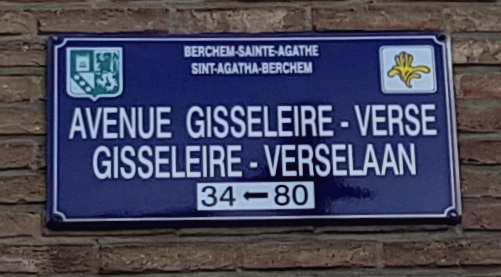 BERCHEM-SAINTE-AGATHE
SINT-AGATHA-BERCHEM
AVENUE GISSELEIRE - VERSE
GISSELEIRE - VERSELAAN
34 ← 80